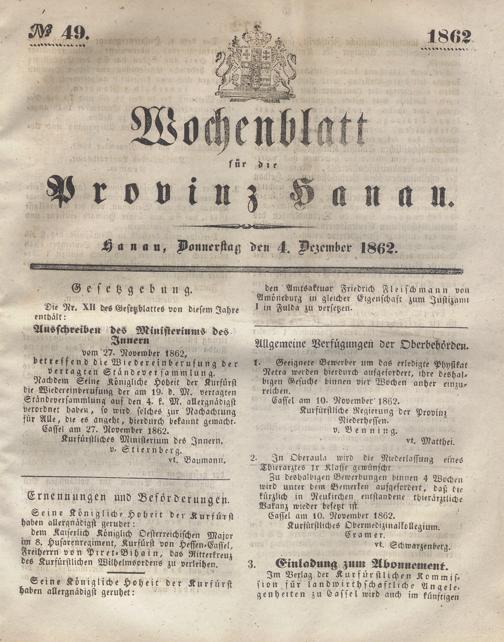 № 49.
1862
Wochenblatt
für die
Provinz Hanau.
Hanau, Donnerstag den 4. Dezember 1862.
Gesetzgebung.
Die Nr. XII des Gesetzblattes von diesem Jahre
enthält:
Ausschreiben des Ministeriums des
Innern
vom 27. November 1862,
betreffend die Wiedereinberufung der
vertagten Ständeversammlung.
Nachdem Seine Königliche Hoheit der Kurfürst
die Wiedereinberufung der am 19. d. M. vertagten
Ständeversammlung auf den 4. k. M. allergnädigst
verordnet haben, so wird solches zur Nachachtung
für Alle, die es angeht, hierdurch bekannt gemacht.
Cassel am 27. November 1862.
Kurfürstliches Ministerium des Innern.
v. Stiernberg.
vt. Baumann.
Ernennungen und Beförderungen.
Seine Königliche Hoheit der Kurfürst
haben allergnädigst geruhet:
dem Kaiserlich Königlich Oesterreichischen Major
im 8. Husarenregiment, Kurfürst von Hessen-Cassel,
Freiherrn von Piret-Bihain, das Ritterkreuz
des Kurfürstlichen Wilhelmsordens zu verleihen.
Seine Königliche Hoheit der Kurfürst
haben allergnädigst geruhet:
den Amtsaktuar Friedrich Fleischmann von
Amöneburg in gleicher Eigenschaft zum Justizamt
I in Fulda zu versetzen.
Allgemeine Verfügungen der Oberbehörden.
1. Geeignete Bewerber um das erledigte Physikat
Netra werden hierdurch aufgefordert, ihre deshal-
bigen Gesuche binnen vier Wochen anher einzu-
reichen.
Cassel am 10. November 1862.
Kurfürstliche Regierung der Provinz
Niederhessen.
v. Benning.
vt. Matthei.
2. In Oberaula wird die Niederlassung eines
Thierarztes 1r Klasse gewünscht.
Zu deshalbigen Bewerbungen binnen 4 Wochen
wird unter dem Bemerken aufgefordert, daß die
kürzlich in Neukirchen entstandene thierärztliche
Vakanz wieder besetzt ist.
Cassel am 10. November 1862.
Kurfürstliches Obermedizinalkollegium.
Cramer.
vt. Schwarzenberg.
3. Einladung zum Abonnement.
Im Verlag der Kurfürstlichen Kommis-
sion für landwirthschaftliche Angele-
genheiten zu Cassel wird auch im künftigen